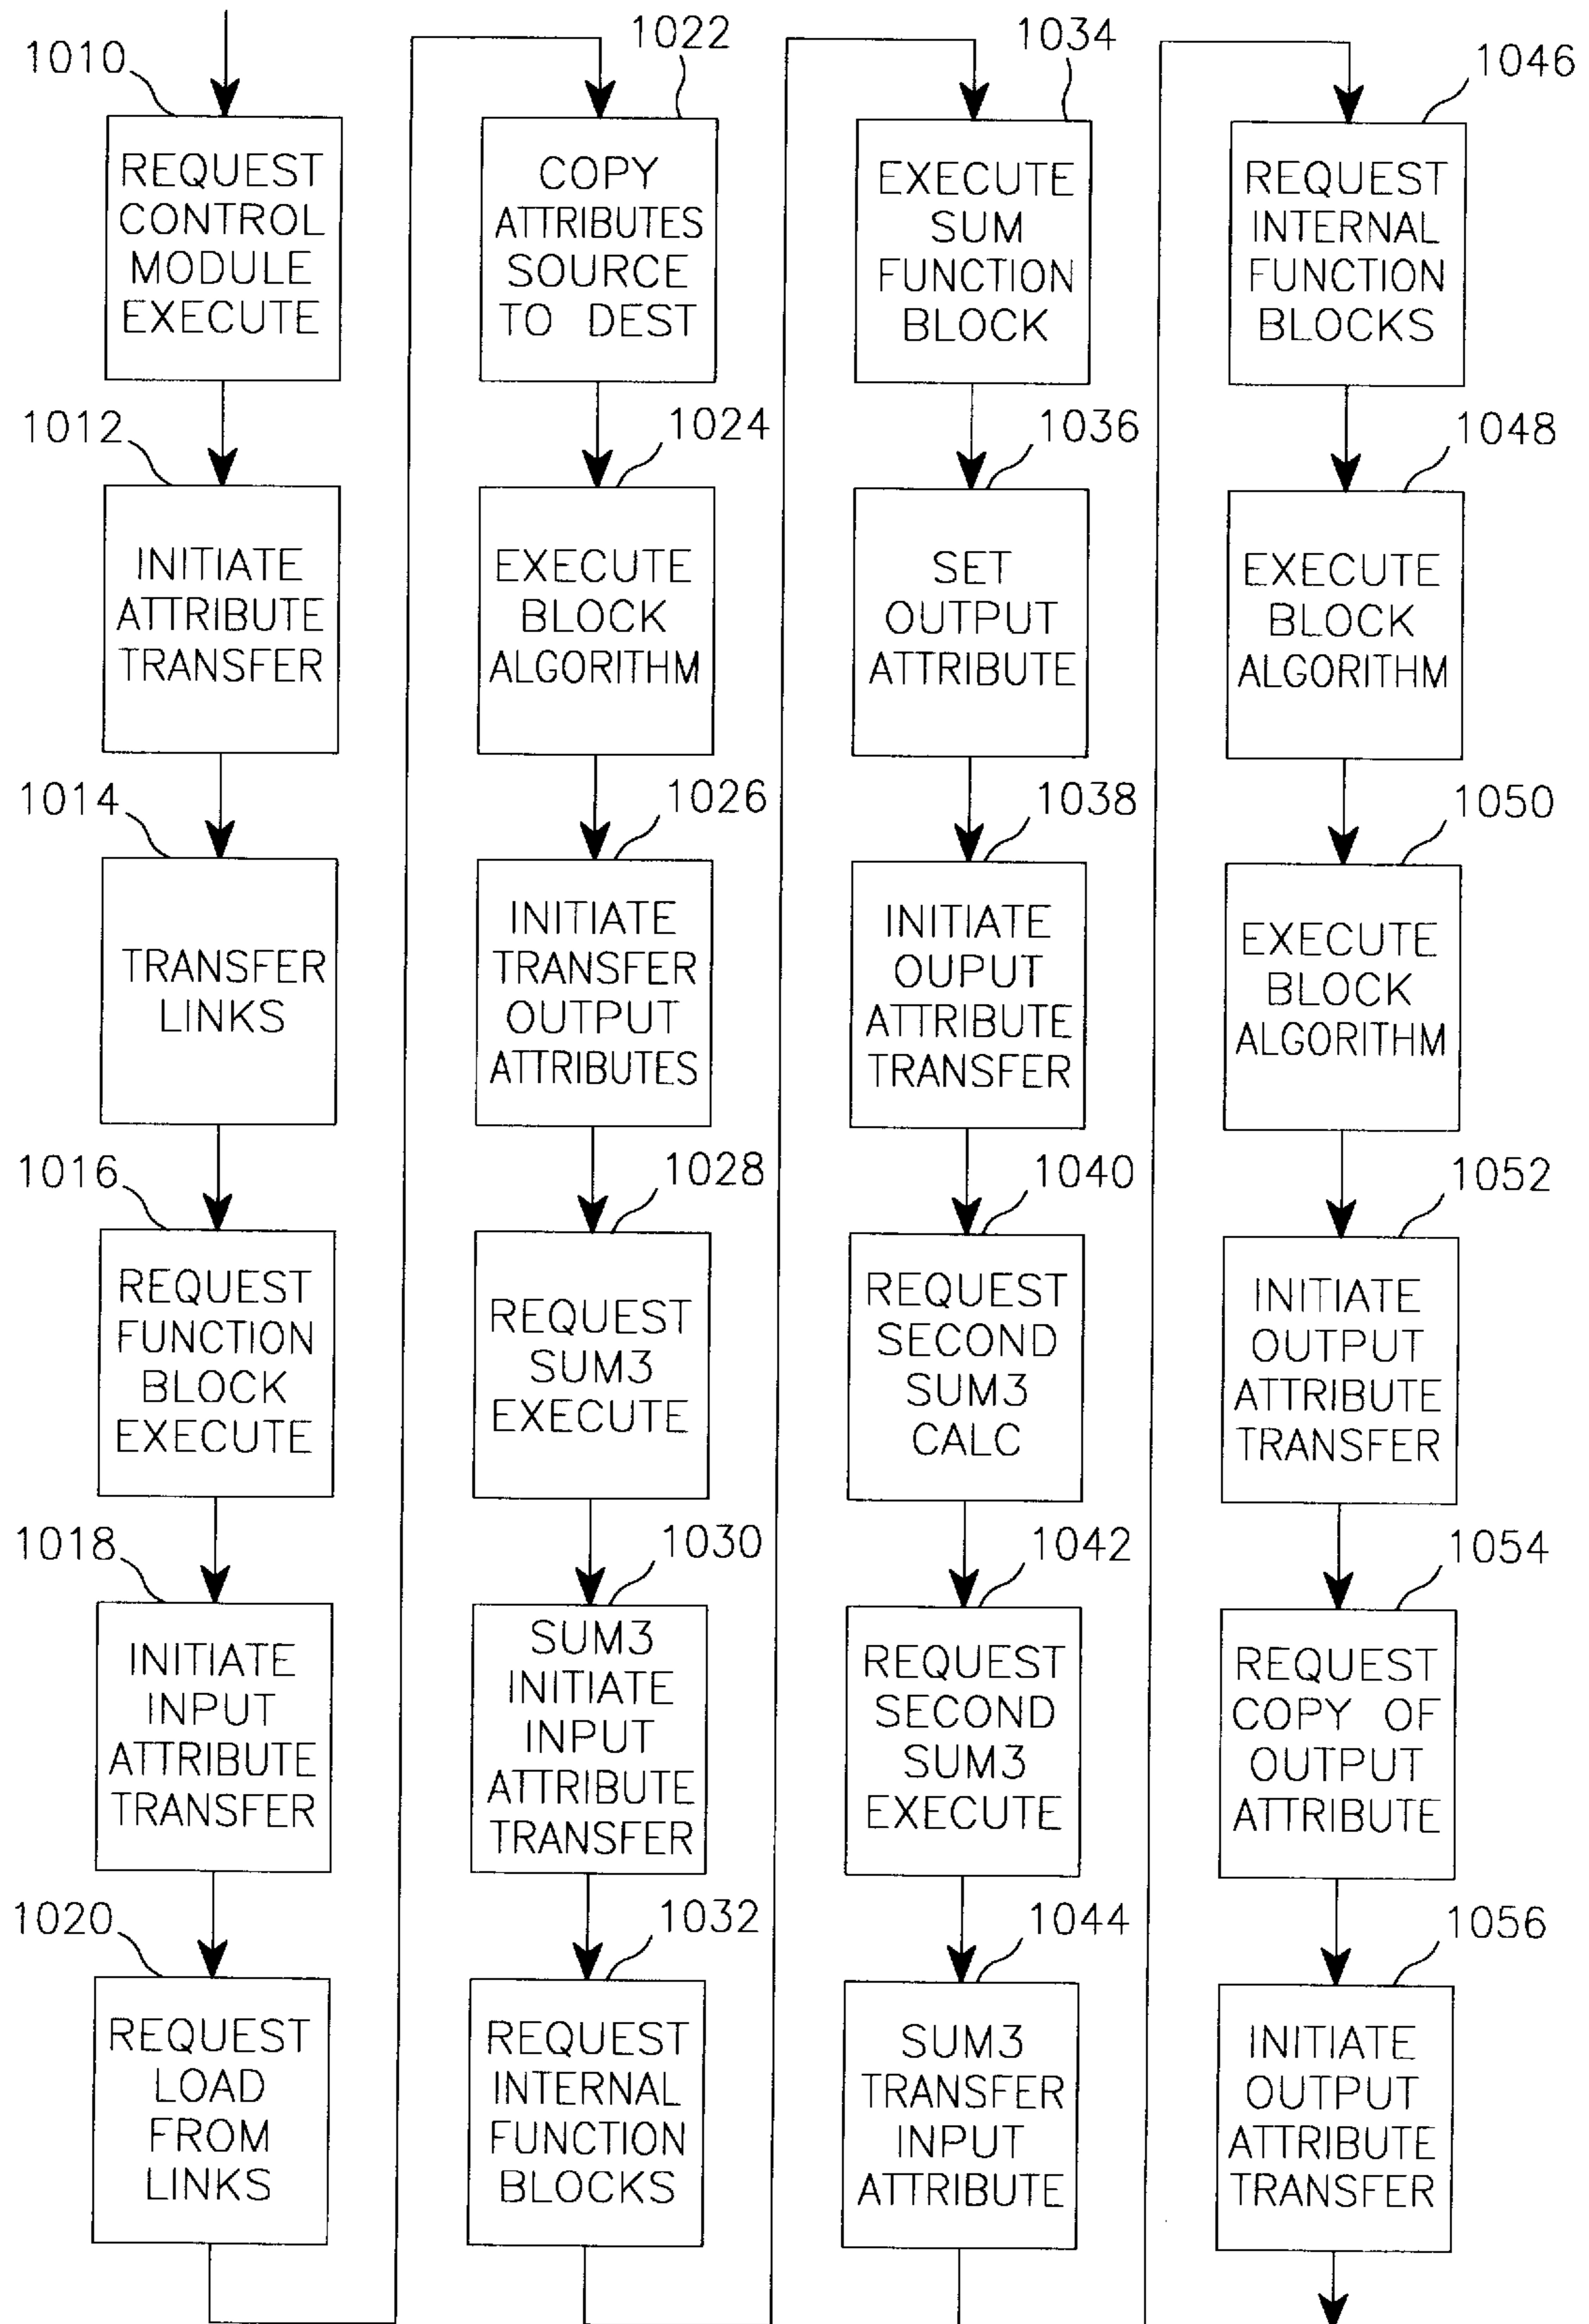 1010
REQUEST
CONTROL
MODULE
EXECUTE
1012
INITIATE
ATTRIBUTE
TRANSFER
1014
TRANSFER
LINKS
1016
REQUEST
FUNCTION
BLOCK
EXECUTE
1018
INITIATE
INPUT
ATTRIBUTE
TRANSFER
1020
REQUEST
LOAD
FROM
LINKS
1022
COPY
ATTRIBUTES
SOURCE
TO DEST
1024
EXECUTE
BLOCK
ALGORITHM
1026
INITIATE
TRANSFER
OUTPUT
ATTRIBUTES
1028
REQUEST
SUM3
EXECUTE
1030
SUM3
INITIATE
INPUT
ATTRIBUTE
TRANSFER
1032
REQUEST
INTERNAL
FUNCTION
BLOCKS
1034
EXECUTE
SUM
FUNCTION
BLOCK
1036
SET
OUTPUT
ATTRIBUTE
1038
INITIATE
OUPUT
ATTRIBUTE
TRANSFER
1040
REQUEST
SECOND
SUM3
CALC
1042
REQUEST
SECOND
SUM3
EXECUTE
1044
SUM3
TRANSFER
INPUT
ATTRIBUTE
1046
REQUEST
INTERNAL
FUNCTION
BLOCKS
1048
EXECUTE
BLOCK
ALGORITHM
1050
EXECUTE
BLOCK
ALGORITHM
1052
INITIATE
OUTPUT
ATTRIBUTE
TRANSFER
1054
REQUEST
COPY OF
OUTPUT
ATTRIBUTE
1056
INITIATE
OUTPUT
ATTRIBUTE
TRANSFER